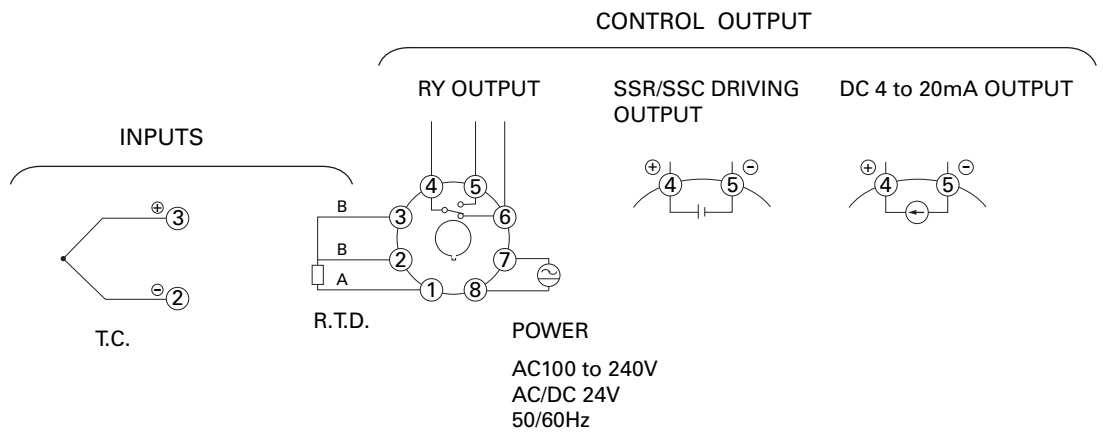 CONTROL OUTPUT
RY OUTPUT
SSR/SSC DRIVING
OUTPUT
DC 4 to 20mA OUTPUT
INPUTS
⊕ 3
⊖ 2
T.C.
B
B
A
R.T.D.
4 5
3 6
2 7
1 8
⊕ 4 5 ⊖
⊕ 4 5 ⊖
POWER
AC100 to 240V
AC/DC 24V
50/60Hz